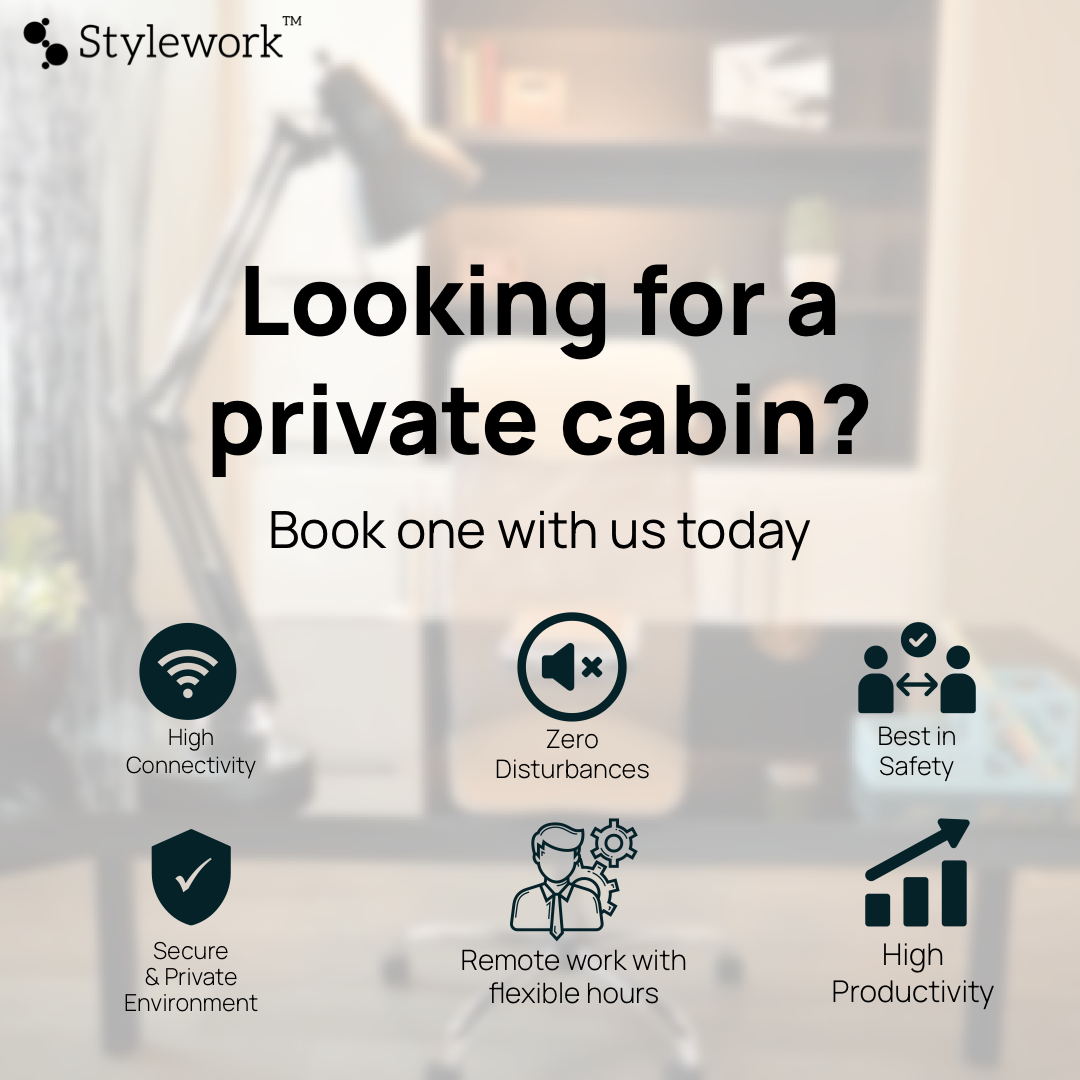 Stylework™
Looking for a
private cabin?
Book one with us today
High
Connectivity
Zero
Disturbances
Best in
Safety
Secure
& Private
Environment
Remote work with
flexible hours
High
Productivity